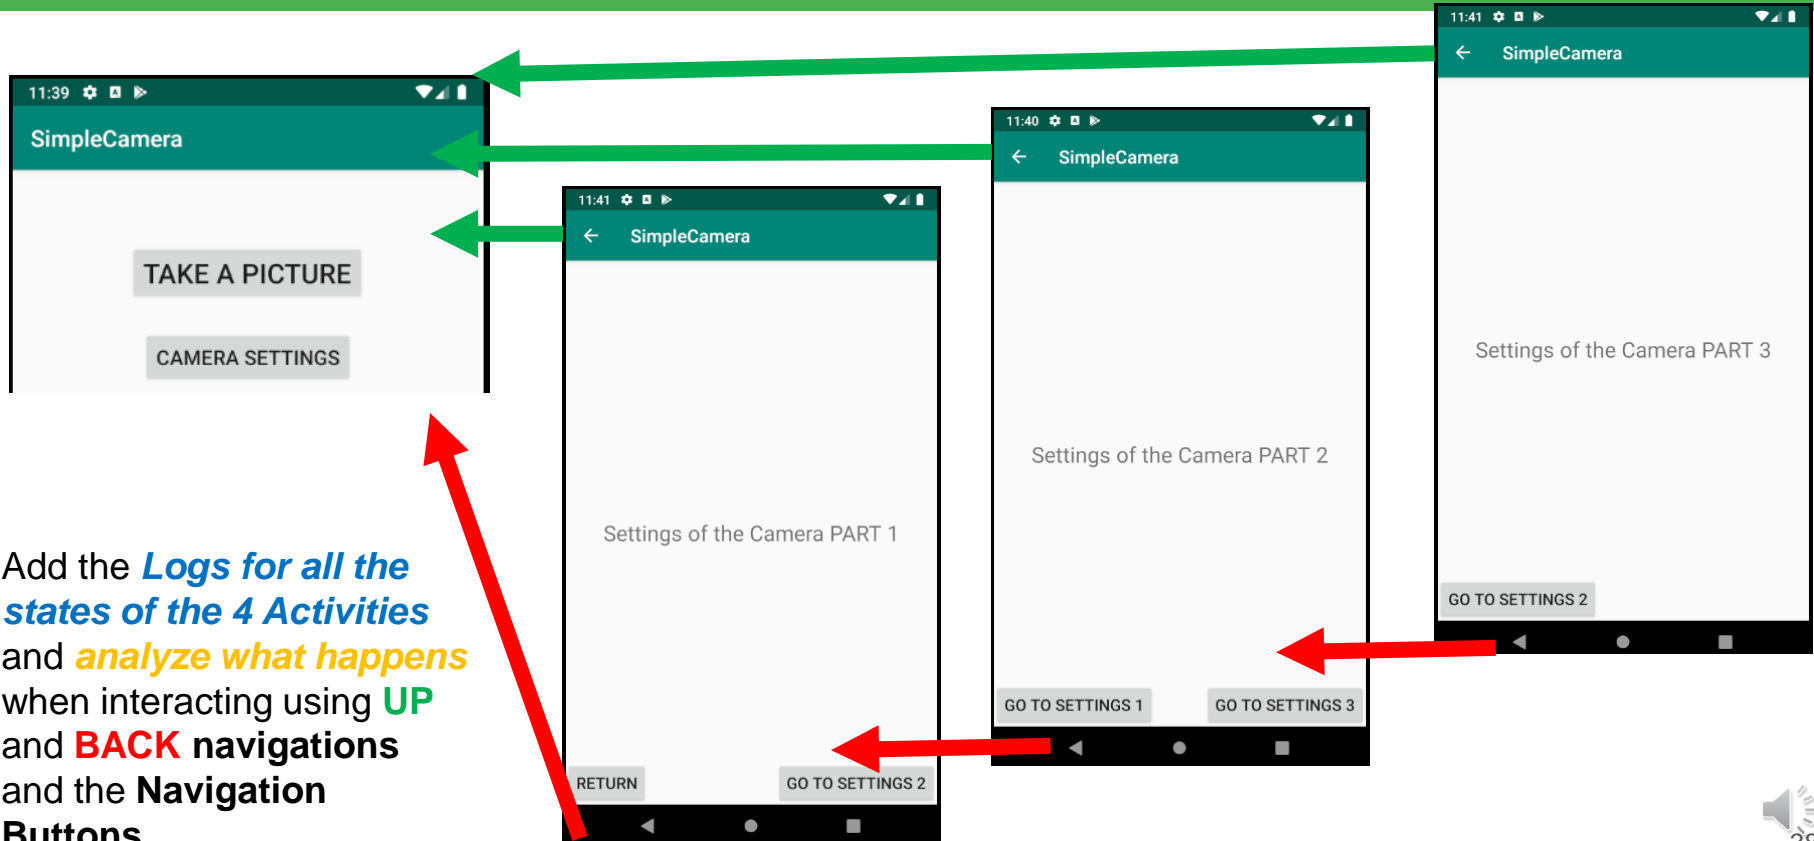 11:39
SimpleCamera
TAKE A PICTURE
CAMERA SETTINGS
Add the Logs for all the
states of the 4 Activities
and analyze what happens
when interacting using UP
and BACK navigations
and the Navigation
Buttons
11:41
SimpleCamera
Settings of the Camera PART 1
RETURN
GO TO SETTINGS 2
11:40
SimpleCamera
Settings of the Camera PART 2
GO TO SETTINGS 1
GO TO SETTINGS 3
11:41
SimpleCamera
Settings of the Camera PART 3
GO TO SETTINGS 2